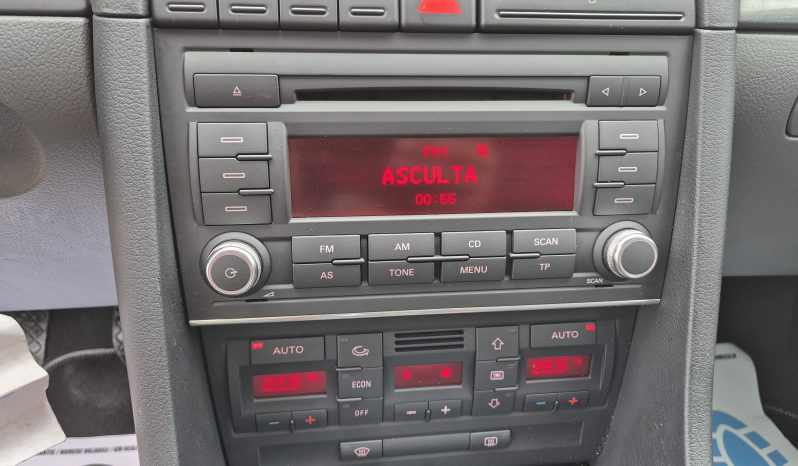 FM1
ASCULTA
00:55
FM
AM
CD
SCAN
AS
TONE
MENU
TP
SCAN
AUTO
AUTO
ECON
OFF
22.5
22.5